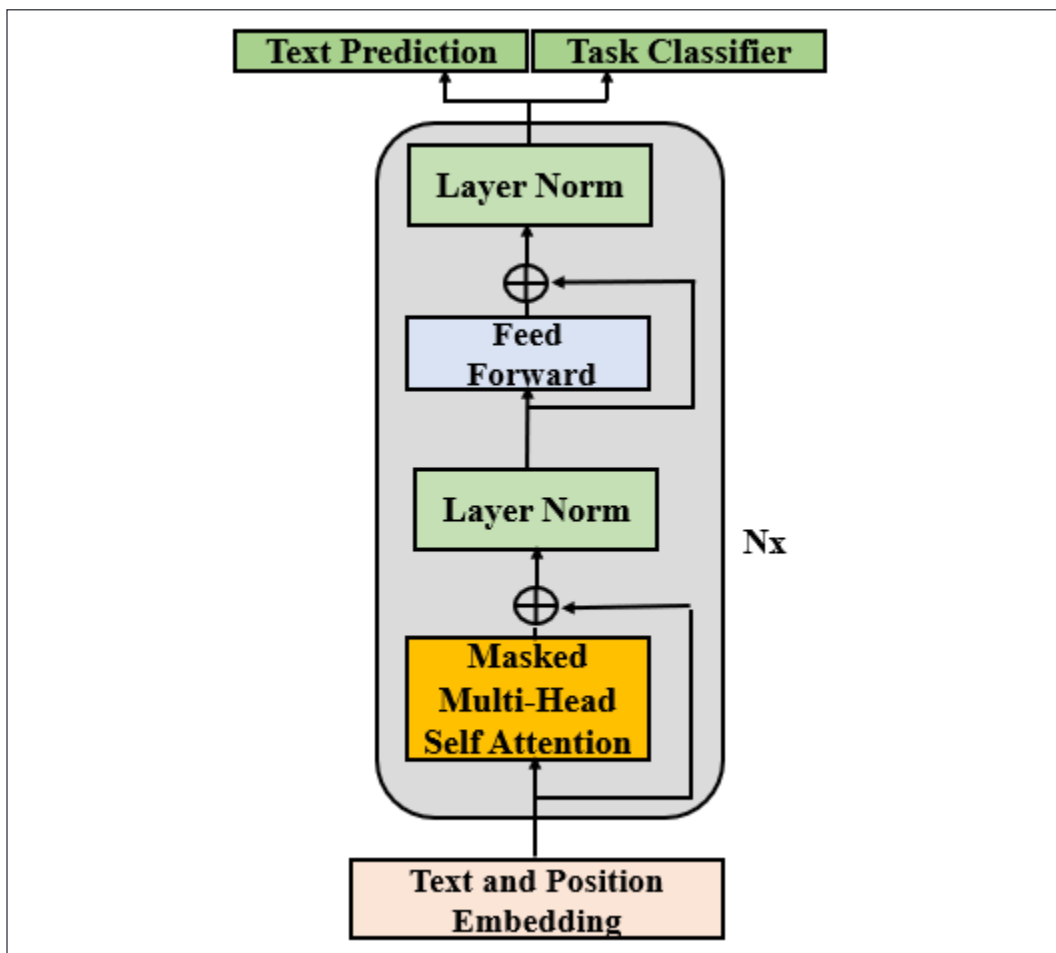 Text Prediction
Task Classifier
Layer Norm
Feed
Forward
Layer Norm
Nx
Masked
Multi-Head
Self Attention
Text and Position
Embedding